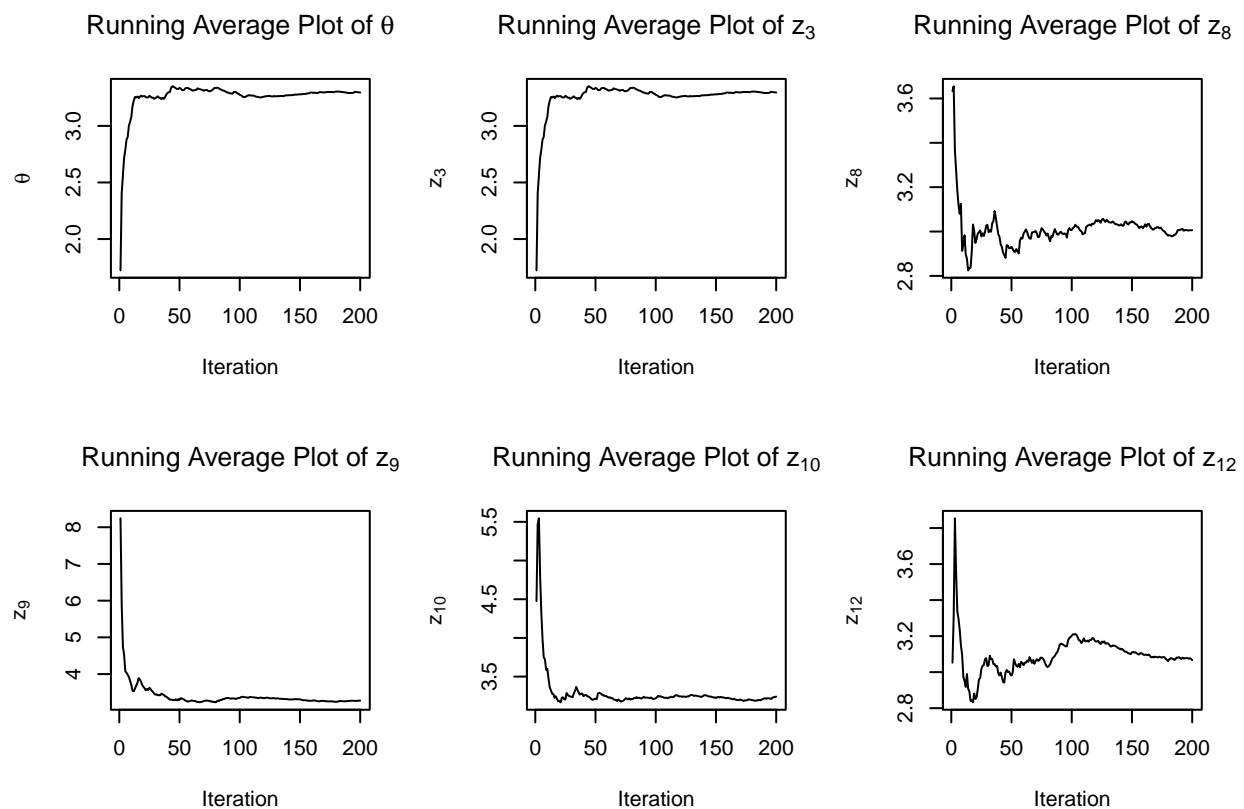 Running Average Plot of θ
θ
3.0
2.5
2.0
0 50 100 150 200
Iteration
Running Average Plot of z₃
z₃
3.0
2.5
2.0
0 50 100 150 200
Iteration
Running Average Plot of z₈
z₈
3.6
3.2
2.8
0 50 100 150 200
Iteration
Running Average Plot of z₉
z₉
8
7
6
5
4
0 50 100 150 200
Iteration
Running Average Plot of z₁₀
z₁₀
5.5
4.5
3.5
0 50 100 150 200
Iteration
Running Average Plot of z₁₂
z₁₂
3.6
3.2
2.8
0 50 100 150 200
Iteration